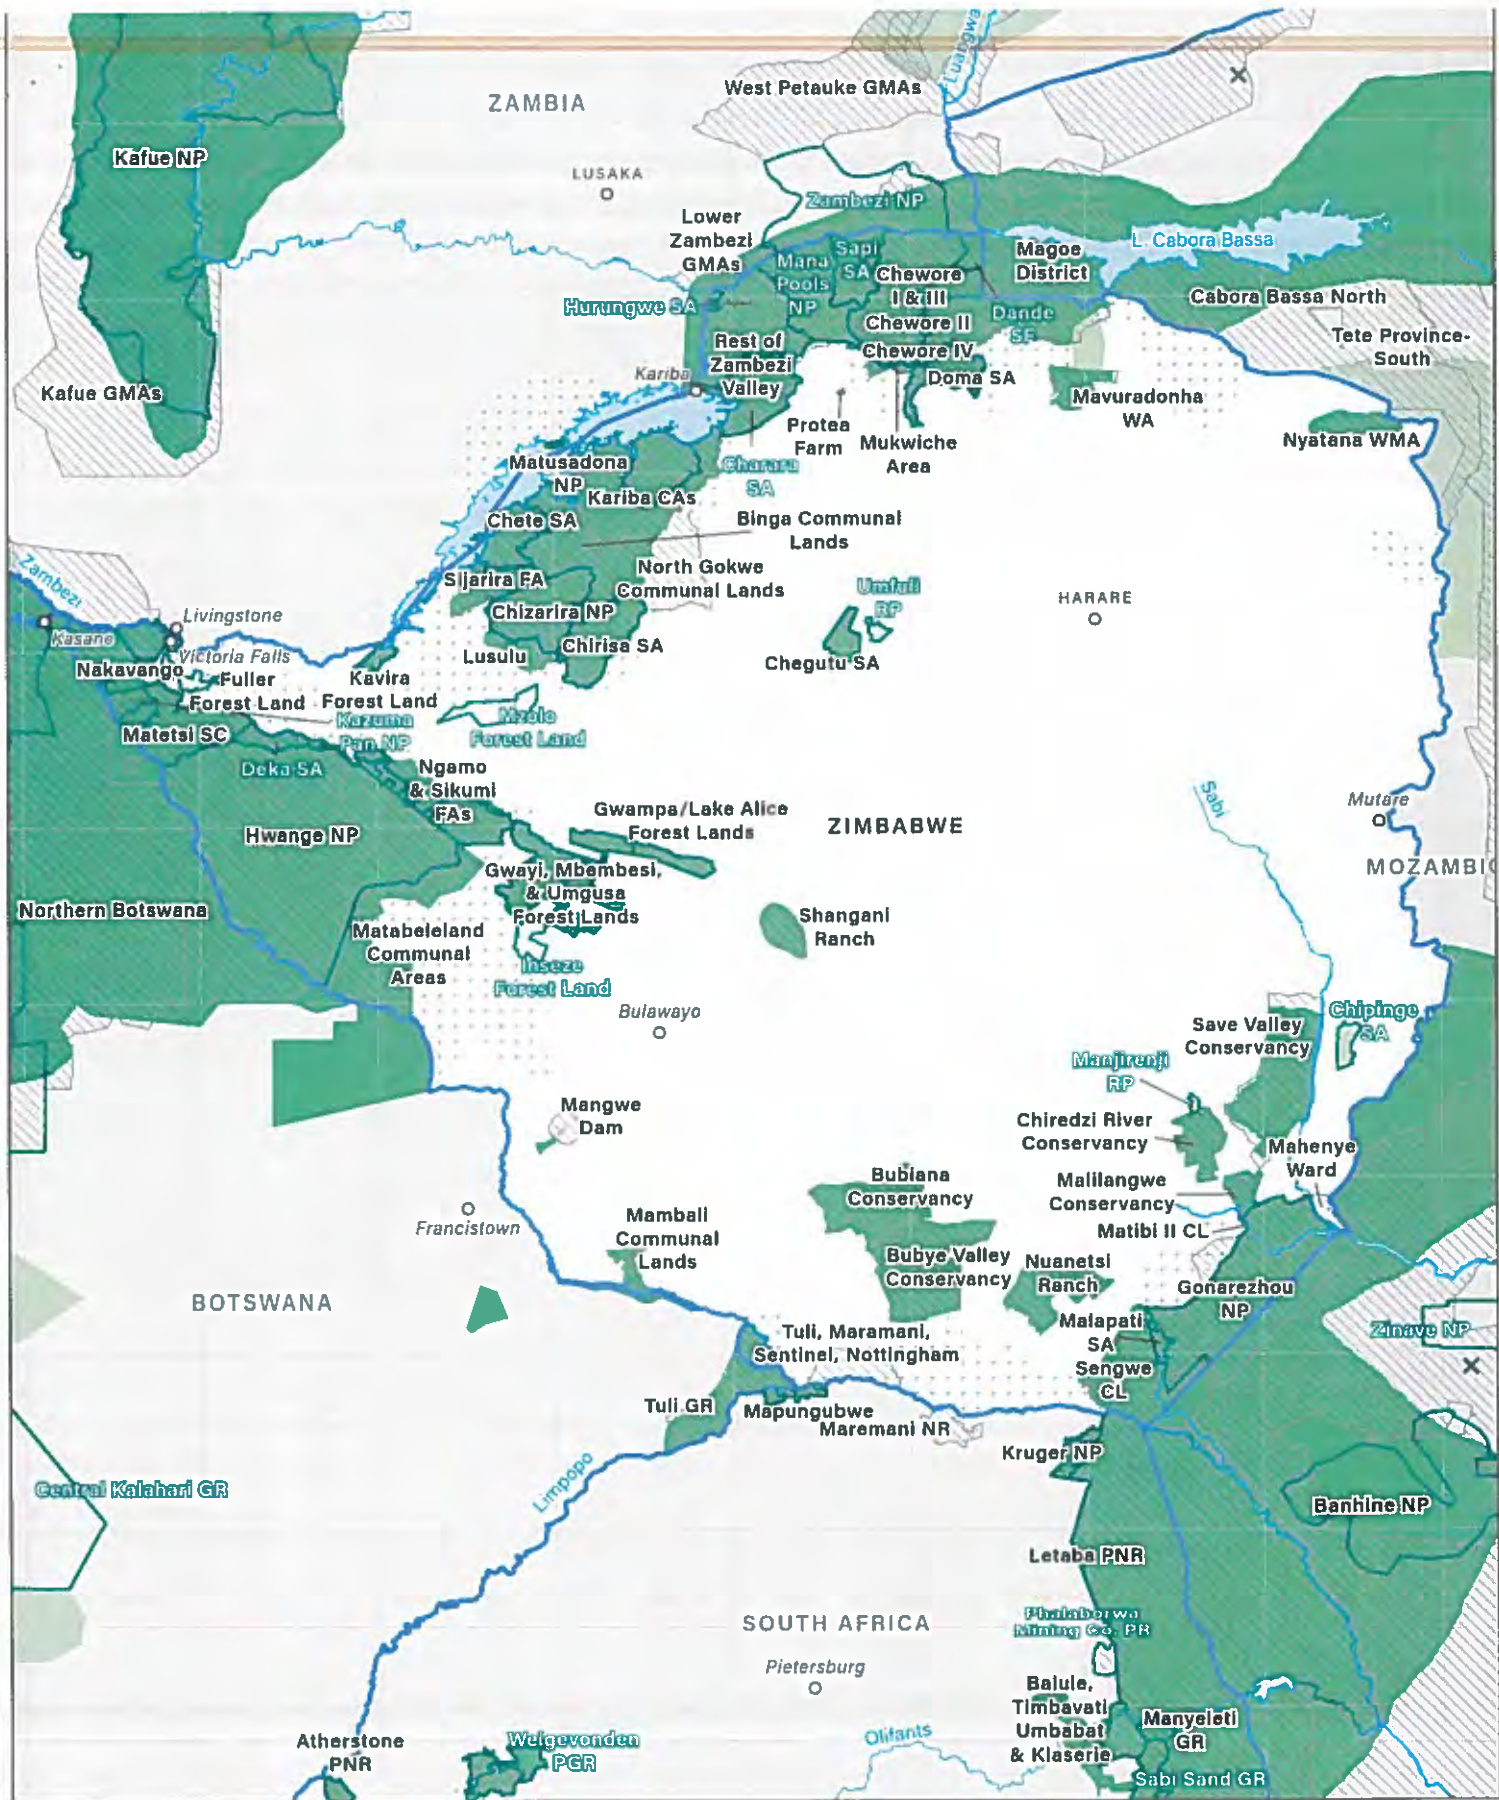 Luangwa
West Petauke GMAs
ZAMBIA
Kafue NP
LUSAKA
Zambezi NP
Lower
Zambezi
GMAs
Sapi
SA
Mana
Pools
NP
Chewore
I & III
Magoe
District
L. Cabora Bassa
Hurungwe SA
Chewore II
Dande
SF
Cabora Bassa North
Rest of
Zambezi
Valley
Chewore IV
Tete Province-
South
Kariba
Doma SA
Kafue GMAs
Mavuradonha
WA
Protea
Farm
Mukwiche
Area
Nyatana WMA
Matusadona
NP
Charara
SA
Kariba CAs
Chete SA
Binga Communal
Lands
Sijarira FA
North Gokwe
Communal Lands
Umfuli
RP
Zambezi
HARARE
Livingstone
Chizarira NP
Kasane
Victoria Falls
Chirisa SA
Lusulu
Chegutu SA
Nakavango
Fuller
Forest Land
Kavira
Forest Land
Kazuma
Pan NP
Mzolo
Forest Land
Matetsi SC
Deka SA
Ngamo
& Sikumi
FAs
Gwampa/Lake Alice
Forest Lands
Sabi
Mutare
ZIMBABWE
Hwange NP
MOZAMBIC
Gwayi, Mbembesi,
& Umgusa
Forest Lands
Northern Botswana
Shangani
Ranch
Matabeleland
Communal
Areas
Inseze
Forest Land
Bulawayo
Save Valley
Conservancy
Chipinge
SA
Manjirenji
RP
Mangwe
Dam
Chiredzi River
Conservancy
Mahenye
Ward
Bubiana
Conservancy
Malilangwe
Conservancy
Francistown
Mambali
Communal
Lands
Matibi II CL
Bubye Valley
Conservancy
Nuanetsi
Ranch
Gonarezhou
NP
BOTSWANA
Malapati
SA
Tuli, Maramani,
Sentinel, Nottingham
Zinave NP
Sengwe
CL
Tuli GR
Mapungubwe
Maremani NR
Kruger NP
Limpopo
Central Kalahari GR
Banhine NP
Letaba PNR
Phalaborwa
Mining Co. PR
SOUTH AFRICA
Pietersburg
Balule,
Timbavati
Umbabat
& Klaserie
Manyeleti
GR
Olifants
Atherstone
PNR
Welgevonden
PGR
Sabi Sand GR